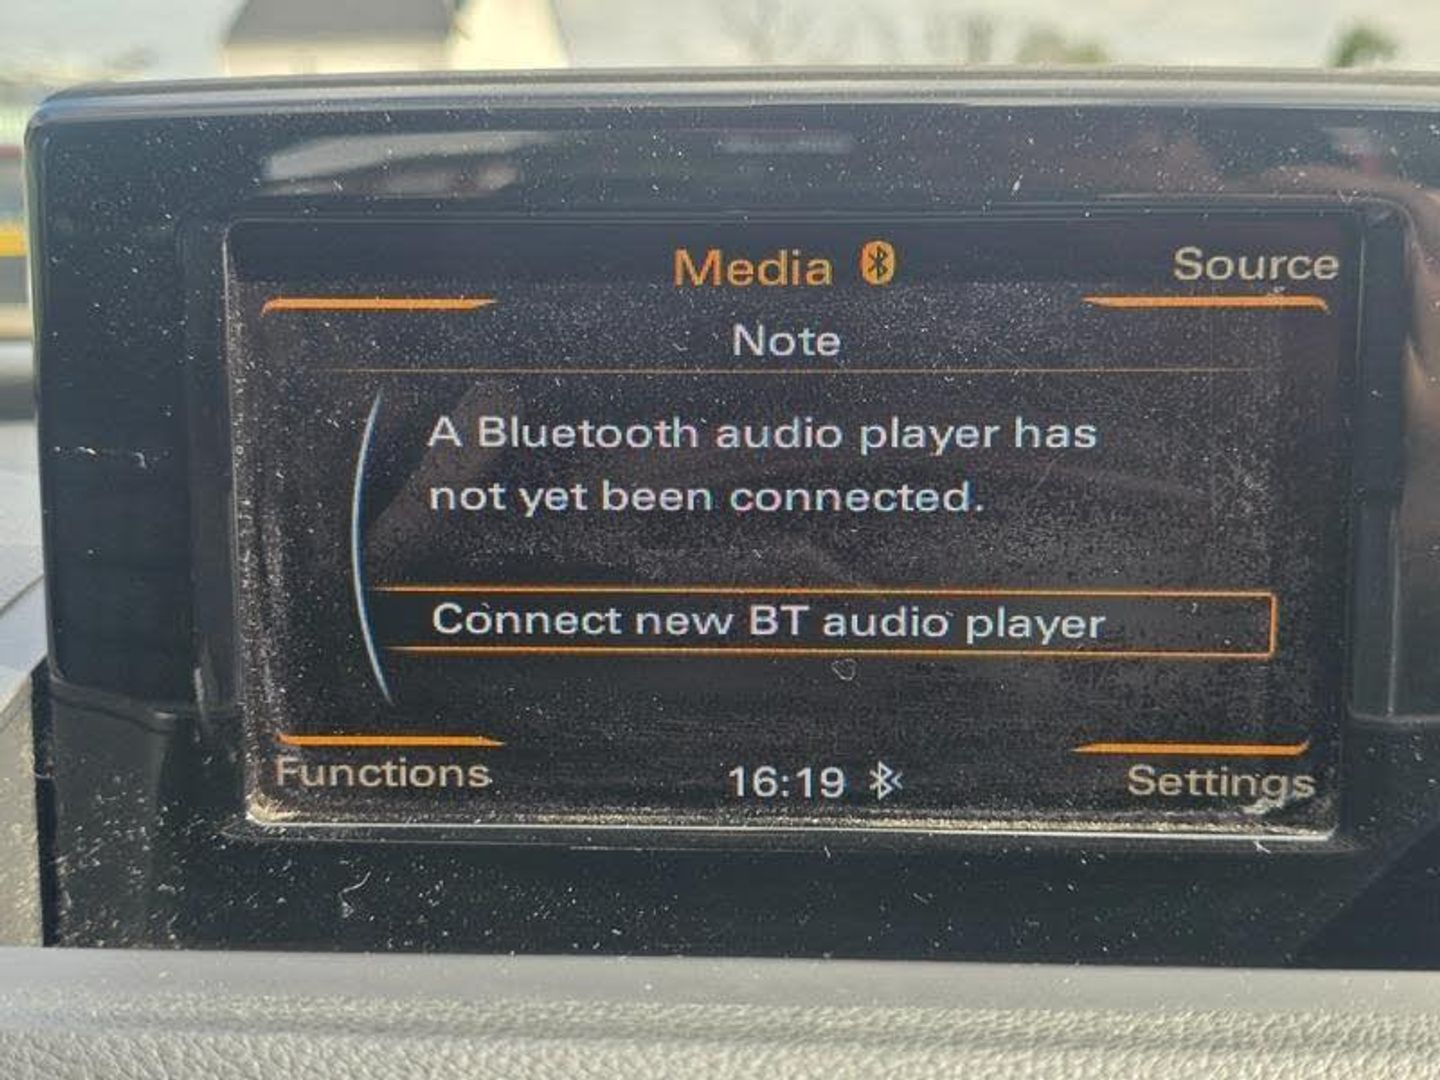 Media
Source
Note
A Bluetooth audio player has
not yet been connected.
Connect new BT audio player
Functions
16:19
Settings